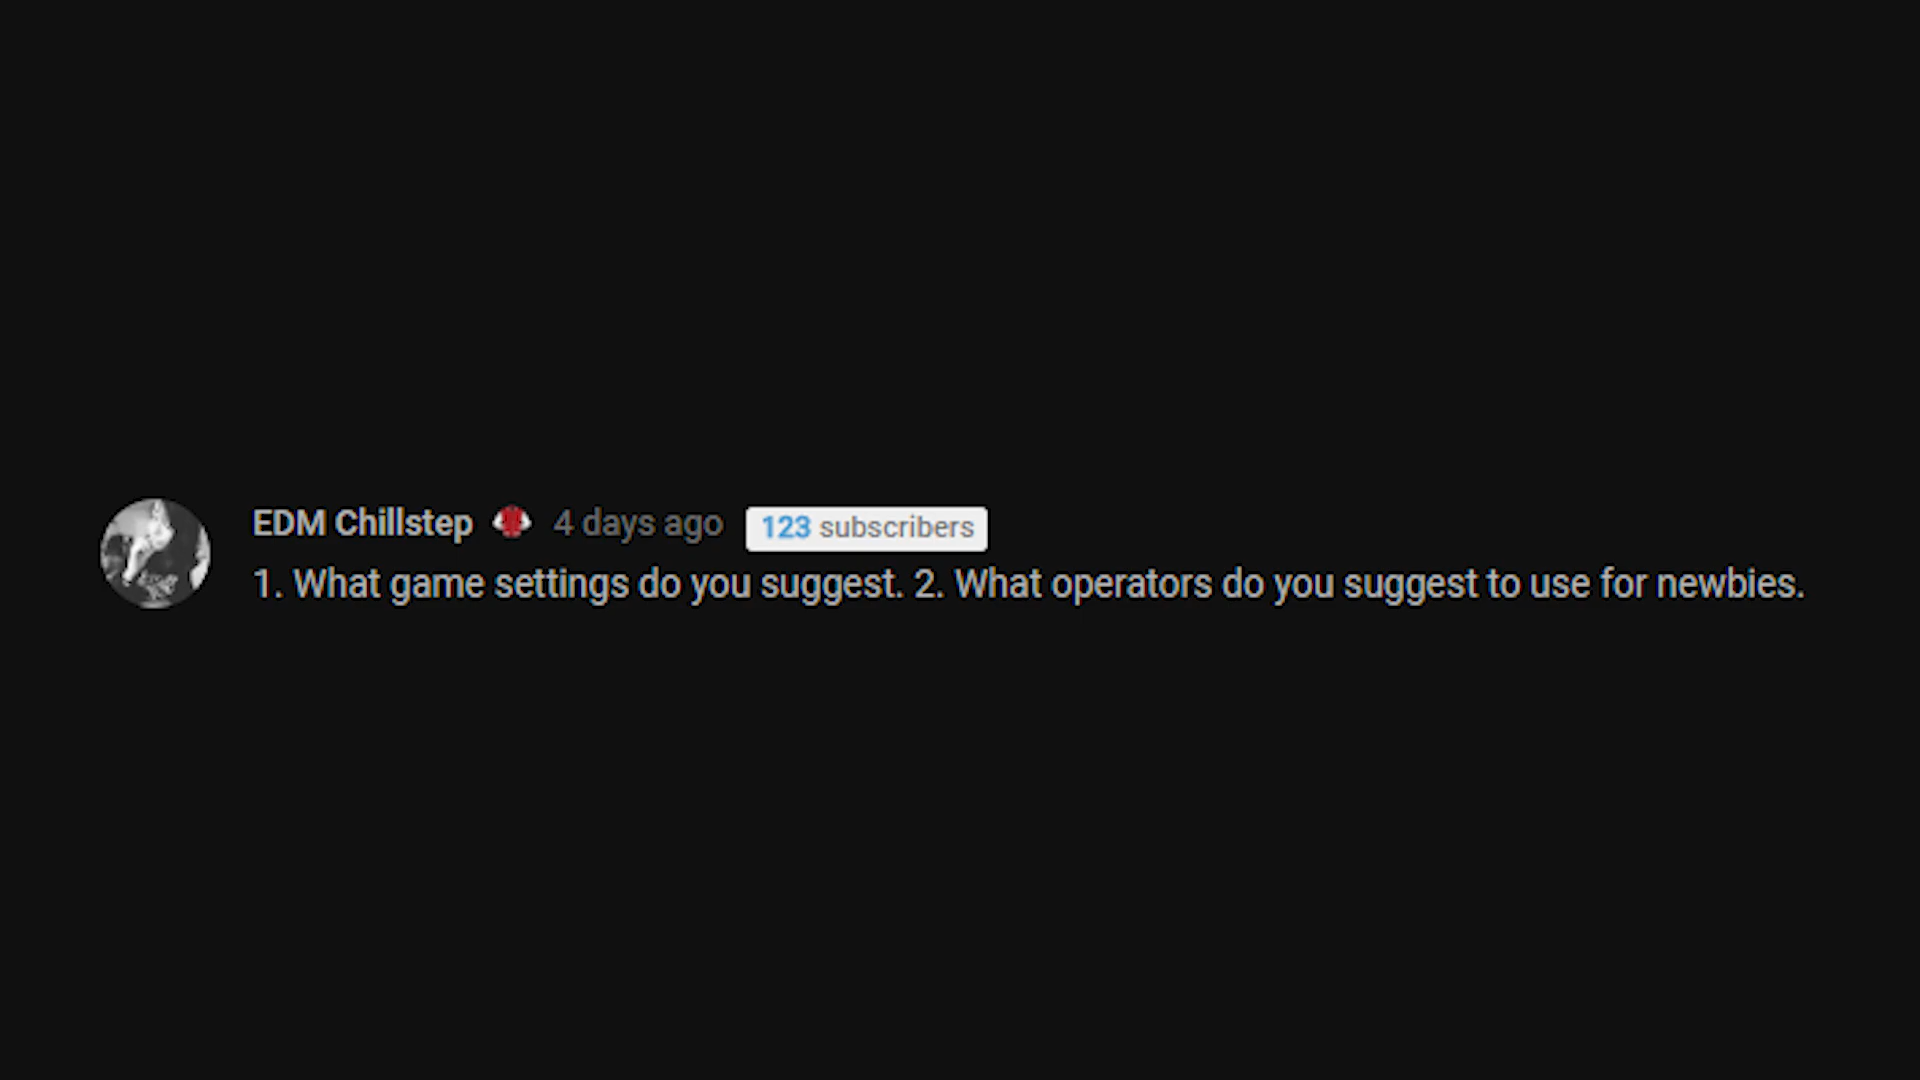 EDM Chillstep 4 days ago 123 subscribers
1. What game settings do you suggest. 2. What operators do you suggest to use for newbies.